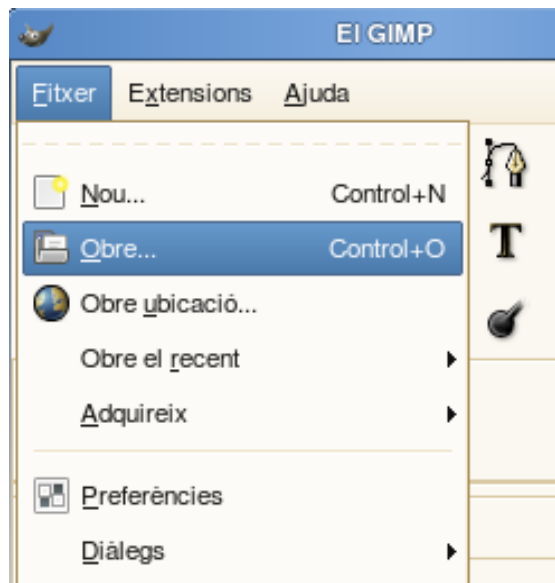 El GIMP
Fitxer Extensions Ajuda
Nou... Control+N
Obre... Control+O
Obre ubicació...
Obre el recent
Adquireix
Preferències
Diàlegs